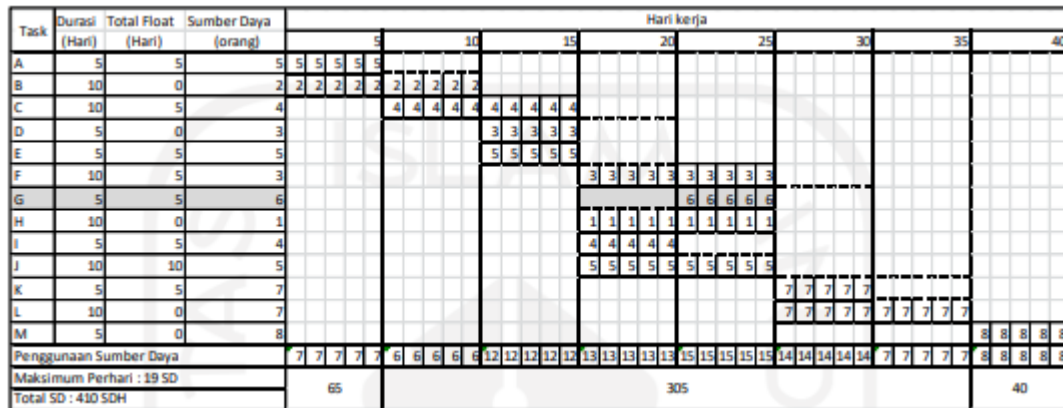 Task Durasi (Hari) Total Float (Hari) Sumber Daya (orang) Hari kerja
5 10 15 20 25 30 35 40
A 5 5 5 5 5 5 5 5
B 10 0 2 2 2 2 2 2 2 2 2 2 2
C 10 5 4 4 4 4 4 4 4 4 4 4 4
D 5 0 3 3 3 3 3 3
E 5 5 5 5 5 5 5 5
F 10 5 3 3 3 3 3 3 3 3 3 3 3
G 5 5 6 6 6 6 6 6
H 10 0 1 1 1 1 1 1 1 1 1 1 1
I 5 5 4 4 4 4 4 4
J 10 10 5 5 5 5 5 5 5 5 5 5 5
K 5 5 7 7 7 7 7 7
L 10 0 7 7 7 7 7 7 7 7 7 7 7
M 5 0 8 8 8 8 8 8
Penggunaan Sumber Daya 7 7 7 7 7 6 6 6 6 6 12 12 12 12 12 13 13 13 13 13 15 15 15 15 15 14 14 14 14 14 7 7 7 7 7 8 8 8 8 8
Maksimum Perhari : 19 SD 65 305 40
Total SD : 410 SDH
ISLAM